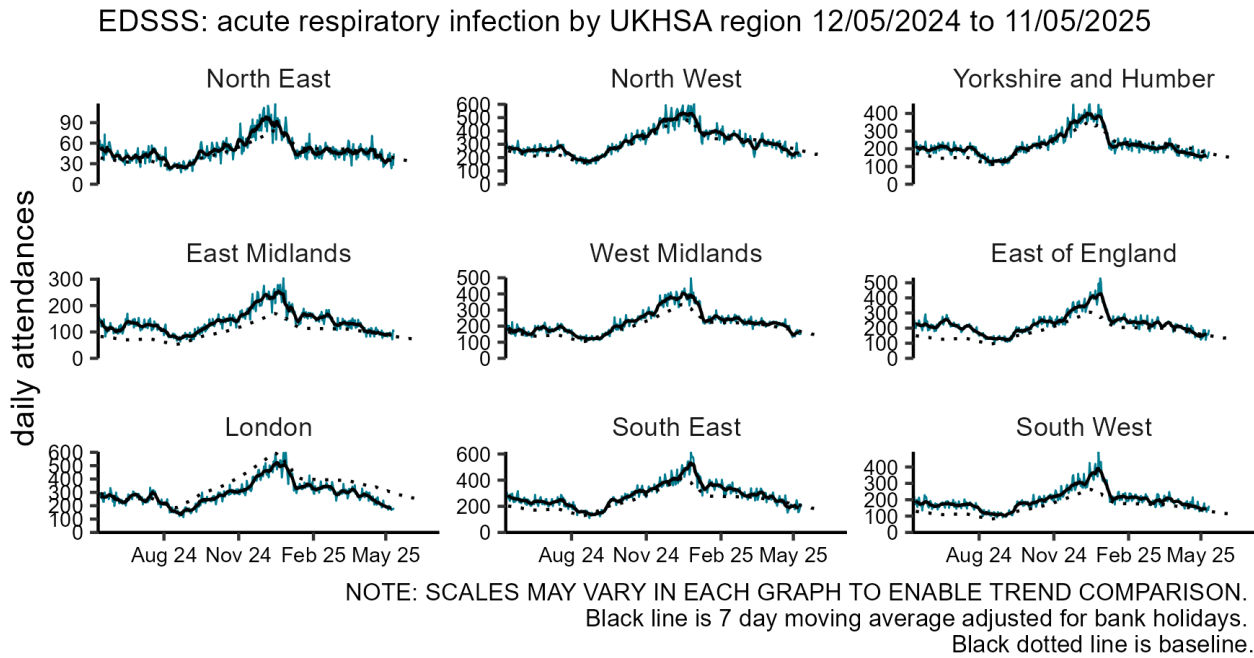 EDSSS: acute respiratory infection by UKHSA region 12/05/2024 to 11/05/2025
daily attendances
North East
90
60
30
0
North West
600
500
400
300
200
100
0
Yorkshire and Humber
400
300
200
100
0
East Midlands
300
200
100
0
West Midlands
500
400
300
200
100
0
East of England
500
400
300
200
100
0
London
600
500
400
300
200
100
0
South East
600
400
200
0
South West
400
300
200
100
0
Aug 24 Nov 24 Feb 25 May 25
Aug 24 Nov 24 Feb 25 May 25
Aug 24 Nov 24 Feb 25 May 25
NOTE: SCALES MAY VARY IN EACH GRAPH TO ENABLE TREND COMPARISON.
Black line is 7 day moving average adjusted for bank holidays.
Black dotted line is baseline.